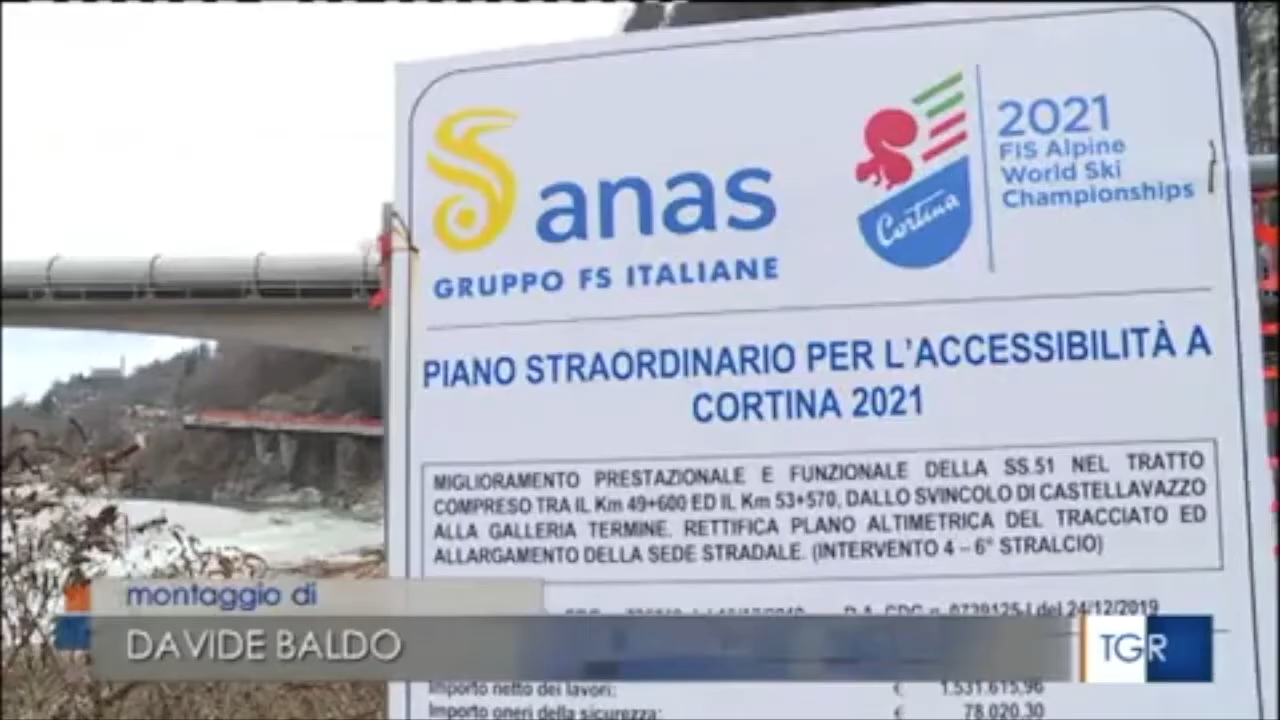 anas
GRUPPO FS ITALIANE
Cortina
2021
FIS Alpine
World Ski
Championships
PIANO STRAORDINARIO PER L'ACCESSIBILITÀ A
CORTINA 2021
MIGLIORAMENTO PRESTAZIONALE E FUNZIONALE DELLA SS.51 NEL TRATTO
COMPRESO TRA IL Km 49+600 ED IL Km 53+570, DALLO SVINCOLO DI CASTELLAVAZZO
ALLA GALLERIA TERMINE. RETTIFICA PLANO ALTIMETRICA DEL TRACCIATO ED
ALLARGAMENTO DELLA SEDE STRADALE. (INTERVENTO 4 – 6° STRALCIO)
del 24/12/2019
montaggio di
DAVIDE BALDO
TGR
Importo netto dei lavori: € 1.531.615,96
Importo oneri della sicurezza: € 78.020,30